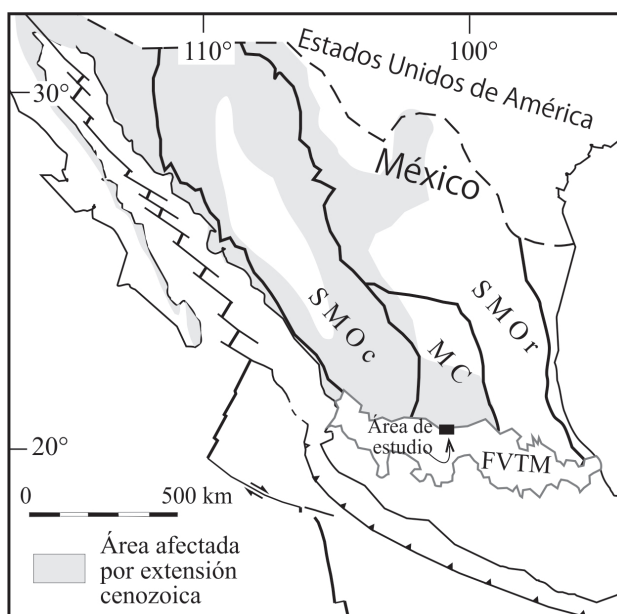 110°
100°
Estados Unidos de América
30°
México
SMOc
MC
SMOr
Área de
estudio
FVTM
20°
0
500 km
Área afectada
por extensión
cenozoica